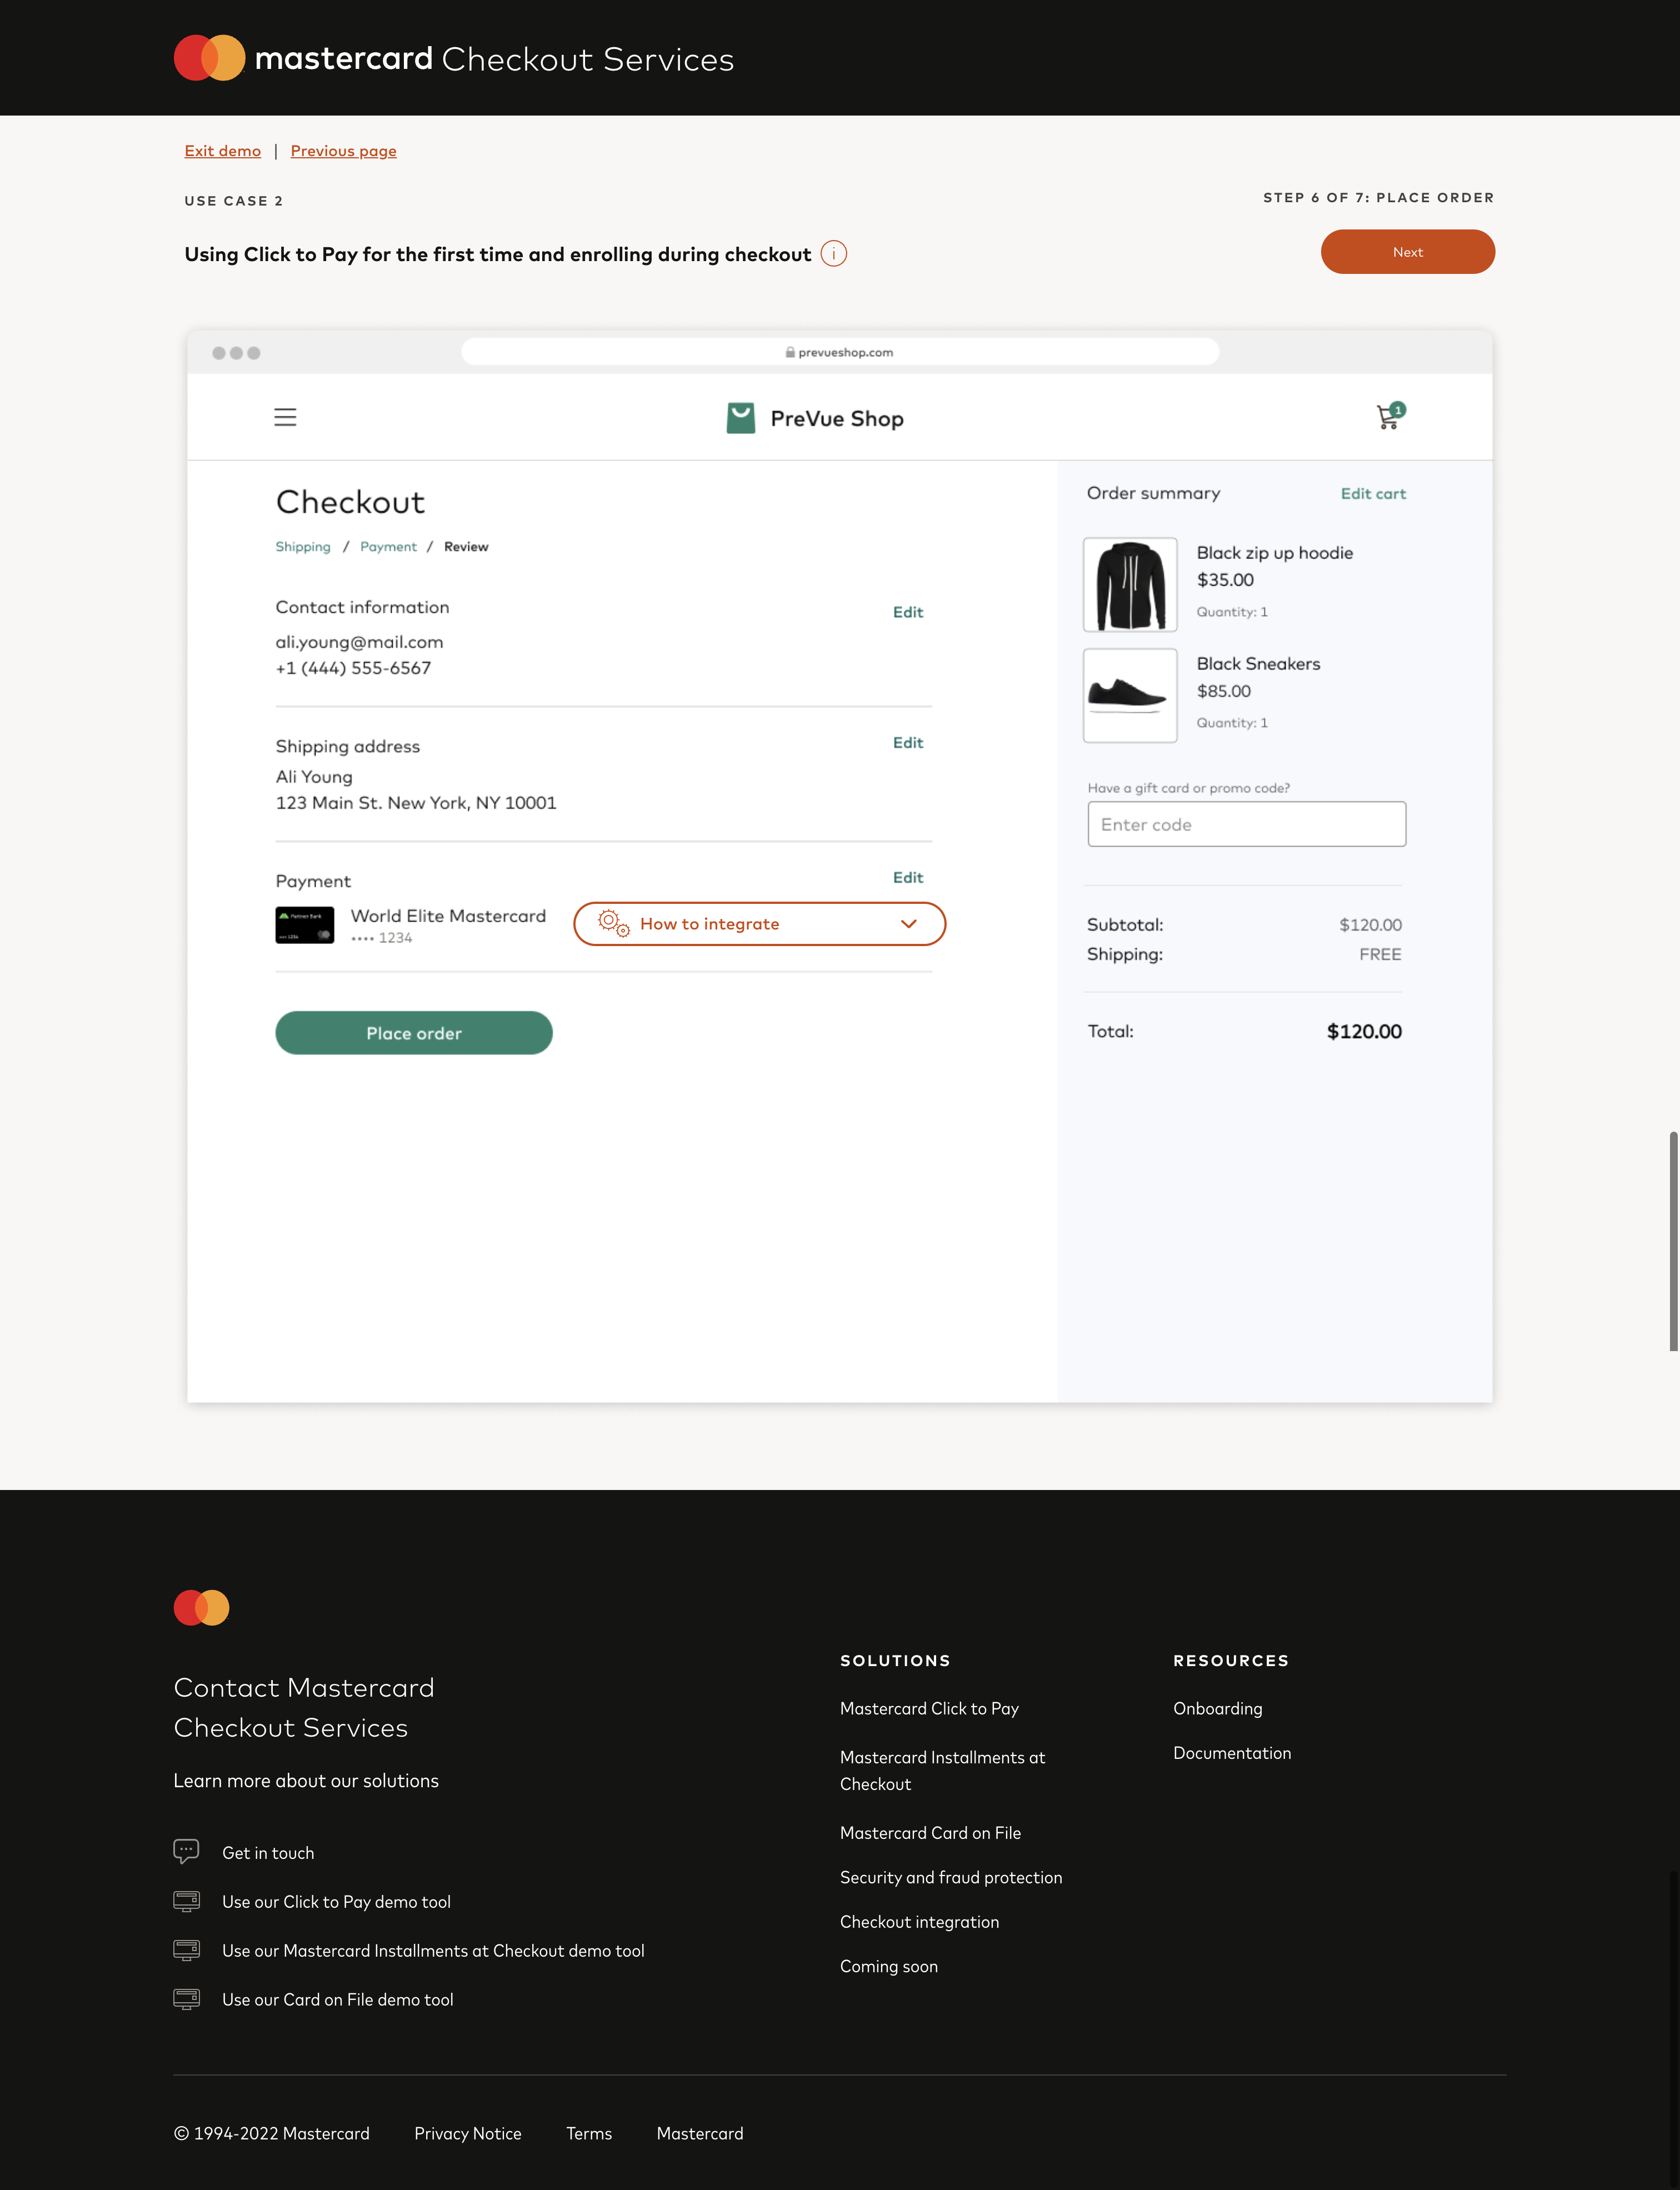 mastercard Checkout Services
Exit demo | Previous page
USE CASE 2
STEP 6 OF 7: PLACE ORDER
Using Click to Pay for the first time and enrolling during checkout
Next
prevueshop.com
PreVue Shop
1
Checkout
Shipping / Payment / Review
Contact information
Edit
ali.young@mail.com
+1 (444) 555-6567
Shipping address
Edit
Ali Young
123 Main St. New York, NY 10001
Payment
Edit
Partner Bank
1234
World Elite Mastercard
•••• 1234
How to integrate
Place order
Order summary
Edit cart
Black zip up hoodie
$35.00
Quantity: 1
Black Sneakers
$85.00
Quantity: 1
Have a gift card or promo code?
Enter code
Subtotal: $120.00
Shipping: FREE
Total: $120.00
Contact Mastercard
Checkout Services
Learn more about our solutions
Get in touch
Use our Click to Pay demo tool
Use our Mastercard Installments at Checkout demo tool
Use our Card on File demo tool
SOLUTIONS
Mastercard Click to Pay
Mastercard Installments at
Checkout
Mastercard Card on File
Security and fraud protection
Checkout integration
Coming soon
RESOURCES
Onboarding
Documentation
© 1994-2022 Mastercard Privacy Notice Terms Mastercard